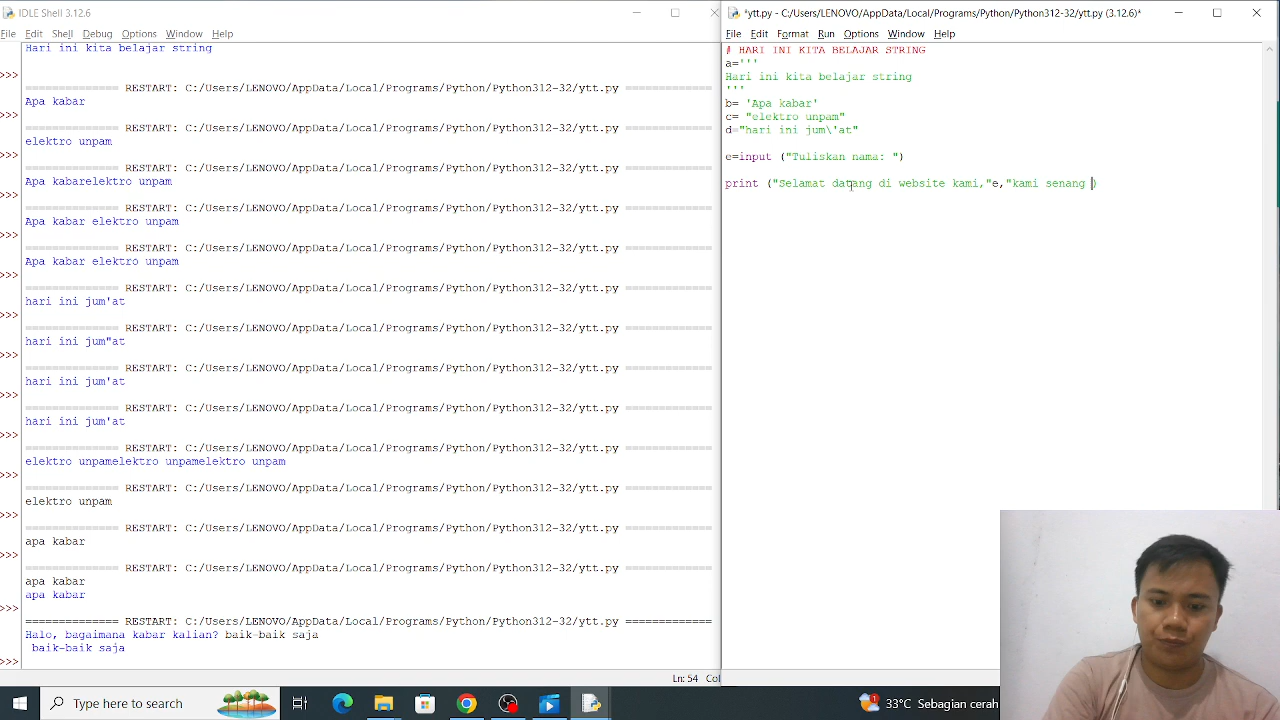 IDLE Shell 3.12.6
File Edit Shell Debug Options Window Help
Hari ini kita belajar string
>>>
============== RESTART: C:/Users/LENOVO/AppData/Local/Programs/Python/Python312-32/ytt.py =============
Apa kabar
>>>
============== RESTART: C:/Users/LENOVO/AppData/Local/Programs/Python/Python312-32/ytt.py =============
elektro unpam
>>>
============== RESTART: C:/Users/LENOVO/AppData/Local/Programs/Python/Python312-32/ytt.py =============
Apa kabarelektro unpam
>>>
============== RESTART: C:/Users/LENOVO/AppData/Local/Programs/Python/Python312-32/ytt.py =============
Apa kabar elektro unpam
>>>
============== RESTART: C:/Users/LENOVO/AppData/Local/Programs/Python/Python312-32/ytt.py =============
Apa kabar elektro unpam
>>>
============== RESTART: C:/Users/LENOVO/AppData/Local/Programs/Python/Python312-32/ytt.py =============
hari ini jum'at
>>>
============== RESTART: C:/Users/LENOVO/AppData/Local/Programs/Python/Python312-32/ytt.py =============
hari ini jum"at
>>>
============== RESTART: C:/Users/LENOVO/AppData/Local/Programs/Python/Python312-32/ytt.py =============
hari ini jum'at
>>>
============== RESTART: C:/Users/LENOVO/AppData/Local/Programs/Python/Python312-32/ytt.py =============
hari ini jum'at
>>>
============== RESTART: C:/Users/LENOVO/AppData/Local/Programs/Python/Python312-32/ytt.py =============
elektro unpamelektro unpamelektro unpam
>>>
============== RESTART: C:/Users/LENOVO/AppData/Local/Programs/Python/Python312-32/ytt.py =============
elektro unpam
>>>
============== RESTART: C:/Users/LENOVO/AppData/Local/Programs/Python/Python312-32/ytt.py =============
apa kabar
>>>
============== RESTART: C:/Users/LENOVO/AppData/Local/Programs/Python/Python312-32/ytt.py =============
apa kabar
apa kabar
>>>
============== RESTART: C:/Users/LENOVO/AppData/Local/Programs/Python/Python312-32/ytt.py =============
Halo, bagaimana kabar kalian? baik-baik saja
 baik-baik saja
>>>
Ln: 54 Col
*ytt.py - C:/Users/LENOVO/AppData/Local/Programs/Python/Python312-32/ytt.py (3.12.6)*
File Edit Format Run Options Window Help
# HARI INI KITA BELAJAR STRING
a='''
Hari ini kita belajar string
'''
b= 'Apa kabar'
c= "elektro unpam"
d="hari ini jum\'at"
e=input ("Tuliskan nama: ")
print ("Selamat datang di website kami,"e,"kami senang )
Type here to search
1
33°C Sebagian cerah